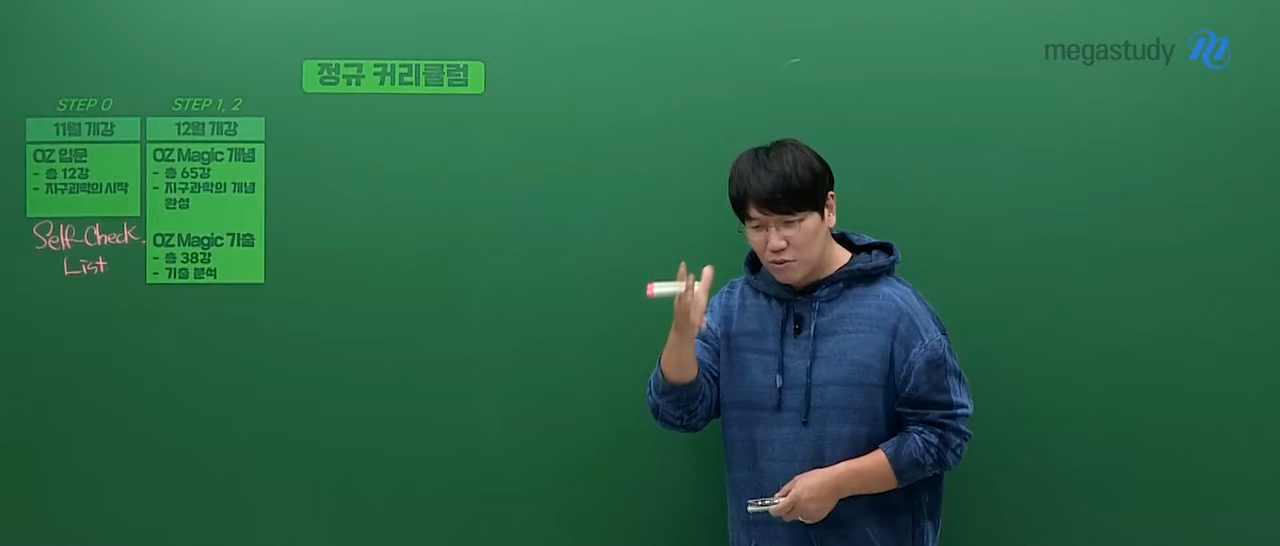 megastudy
정규 커리큘럼
STEP 0
11월 개강
OZ 입문
- 총 12강
- 지구과학의 시작
Self-Check
List
STEP 1, 2
12월 개강
OZ Magic 개념
- 총 65강
- 지구과학의 개념
완성
OZ Magic 기출
- 총 38강
- 기출 분석